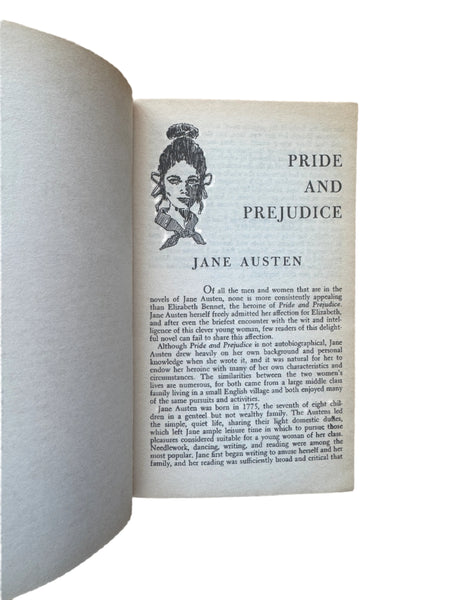 PRIDE
AND
PREJUDICE
JANE AUSTEN
Of all the men and women that are in the
novels of Jane Austen, none is more consistently appealing
than Elizabeth Bennet, the heroine of Pride and Prejudice.
Jane Austen herself freely admitted her affection for Elizabeth,
and after even the briefest encounter with the wit and intel-
ligence of this clever young woman, few readers of this delight-
ful novel can fail to share this affection.
Although Pride and Prejudice is not autobiographical, Jane
Austen drew heavily on her own background and personal
knowledge when she wrote it, and it was natural for her to
endow her heroine with many of her own characteristics and
circumstances. The similarities between the two women's
lives are numerous, for both came from a large middle class
family living in a small English village and both enjoyed many
of the same pursuits and activities.
Jane Austen was born in 1775, the seventh of eight chil-
dren in a genteel but not wealthy family. The Austens led
the simple, quiet life, sharing their light domestic duties,
which left Jane ample leisure time in which to pursue those
pleasures considered suitable for a young woman of her class.
Needlework, dancing, writing, and reading were among the
most popular. Jane first began writing to amuse herself and her
family, and her reading was sufficiently broad and critical that